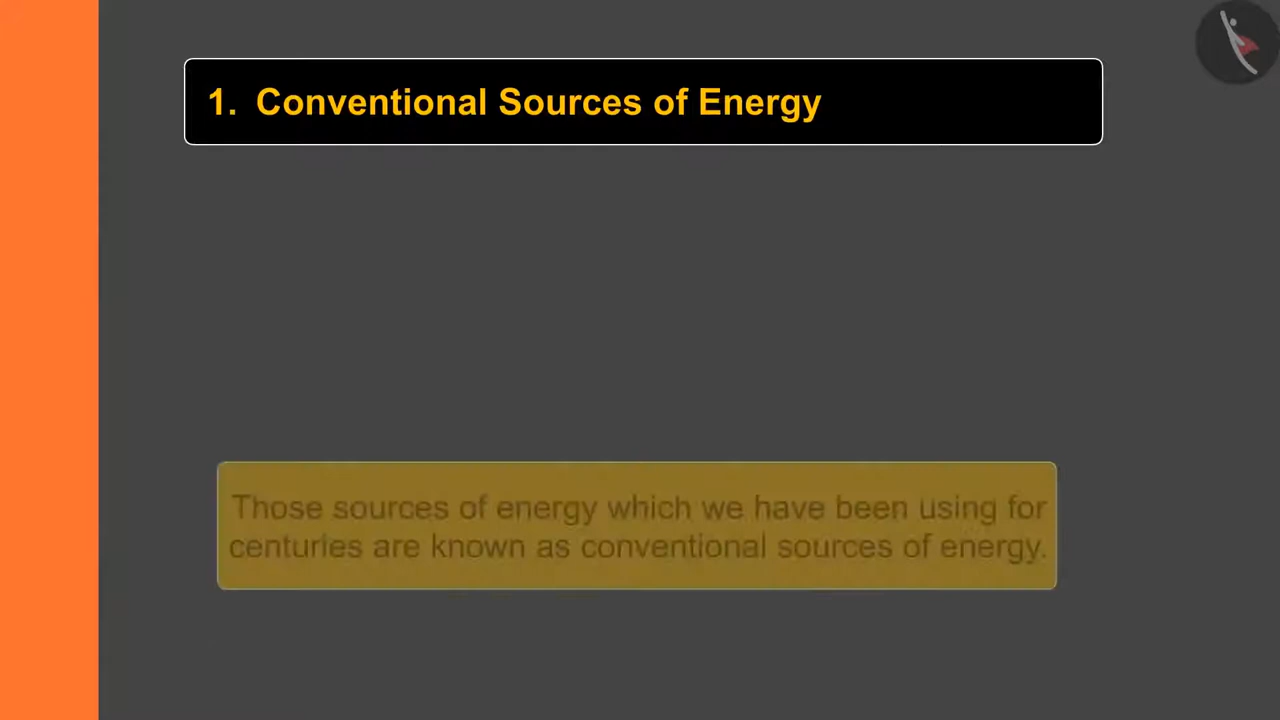 1. Conventional Sources of Energy
Those sources of energy which we have been using for
centuries are known as conventional sources of energy.